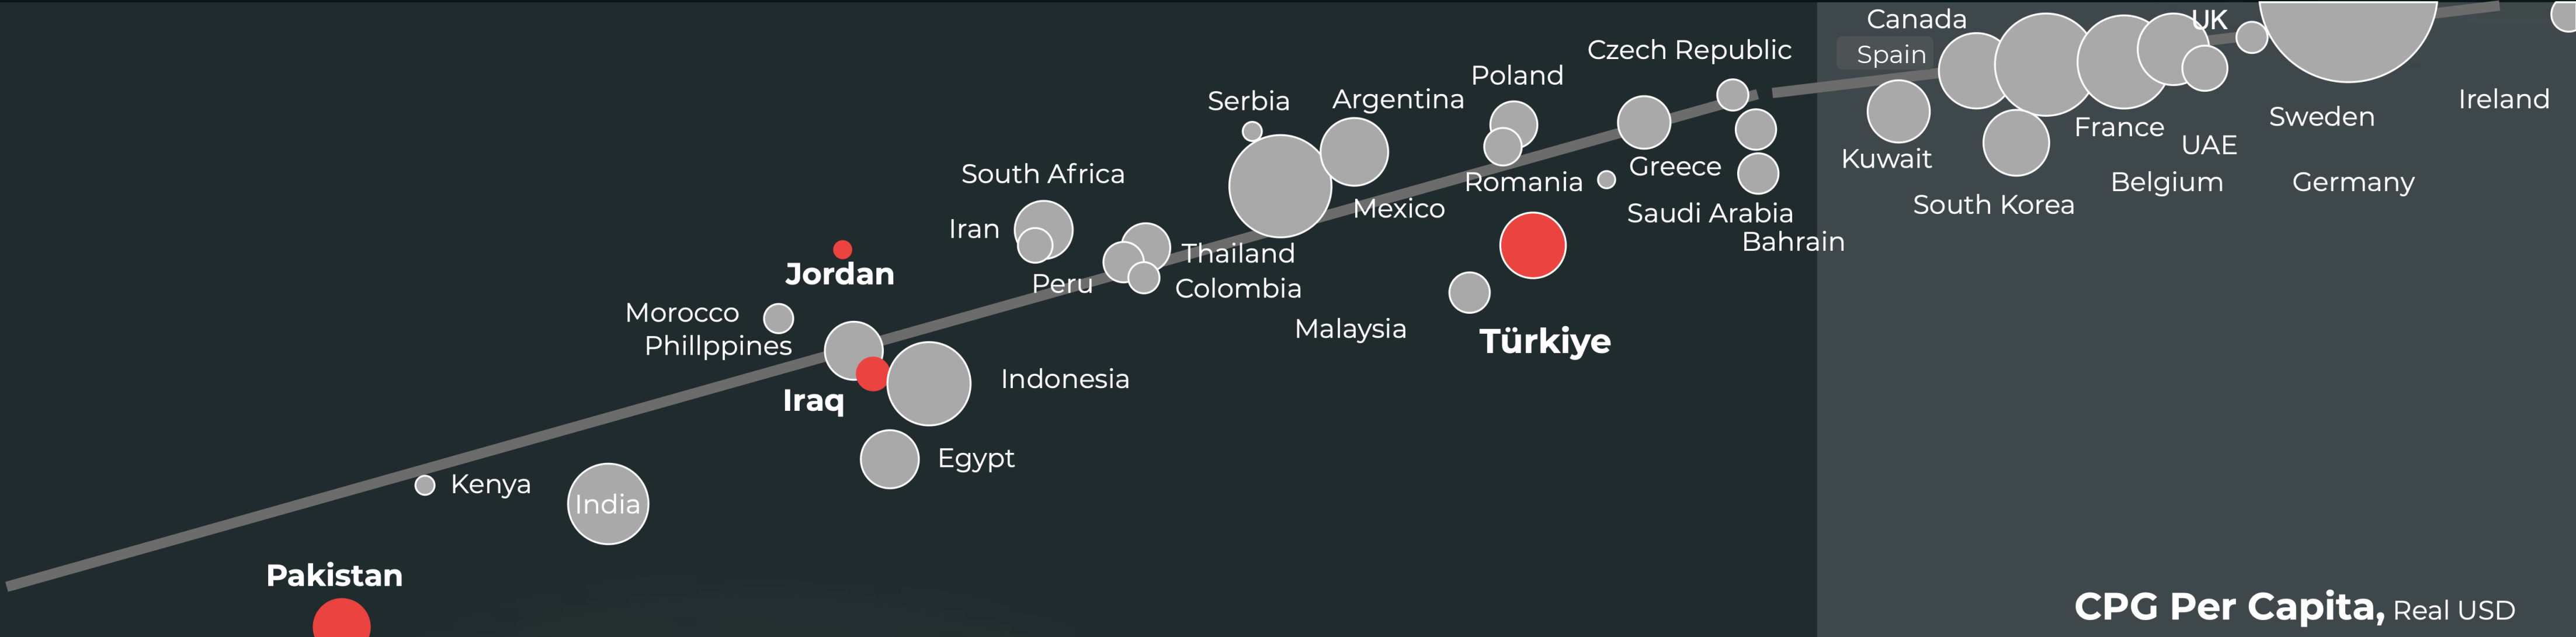 Canada
UK
Spain
Czech Republic
Poland
Argentina
Serbia
Ireland
Sweden
France
UAE
Kuwait
Greece
South Africa
Romania
Belgium
Germany
Mexico
South Korea
Saudi Arabia
Iran
Bahrain
Thailand
Jordan
Peru
Colombia
Morocco
Malaysia
Türkiye
Phillppines
Indonesia
Iraq
Egypt
Kenya
India
Pakistan
CPG Per Capita, Real USD